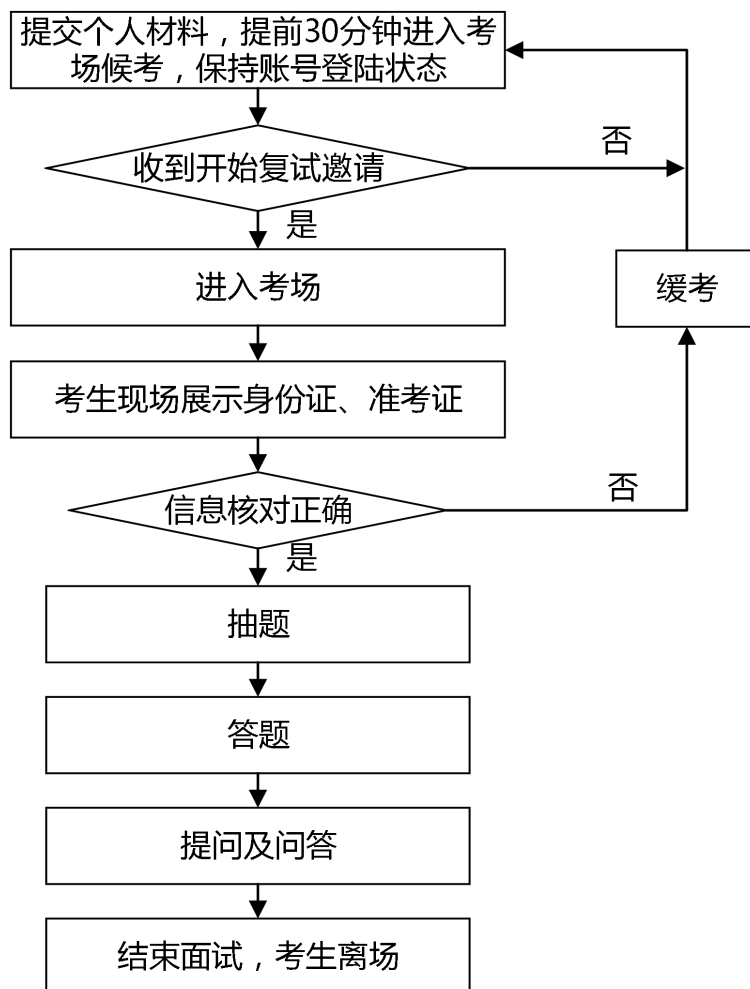 提交个人材料，提前30分钟进入考
场候考，保持账号登陆状态
收到开始复试邀请
否
是
进入考场
缓考
考生现场展示身份证、准考证
信息核对正确
否
是
抽题
答题
提问及问答
结束面试，考生离场